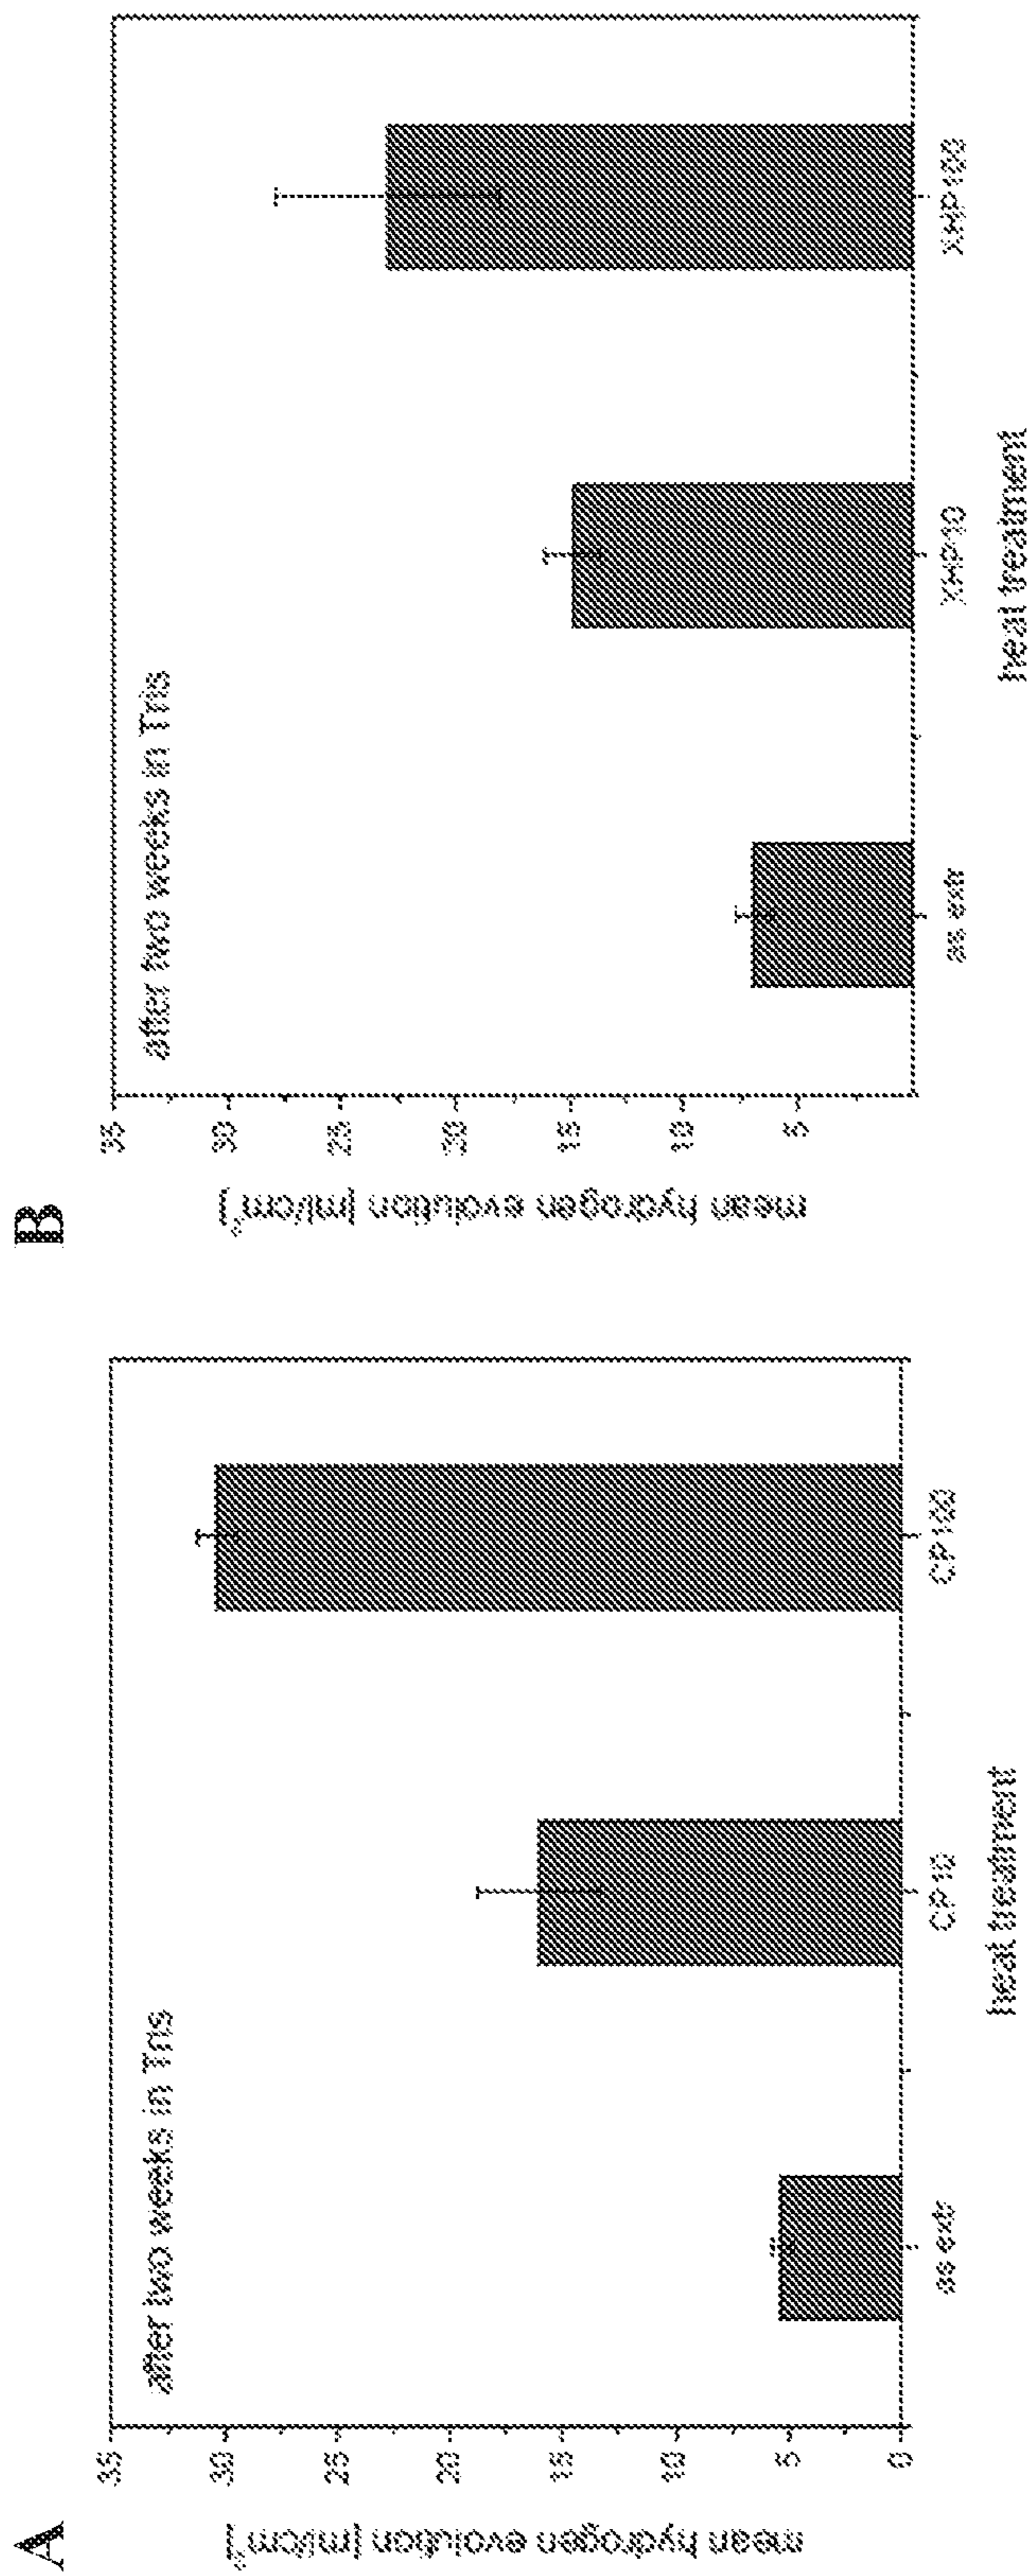 A
after two weeks in Tris
mean hydrogen evolution [ml/cm²]
35
30
25
20
15
10
5
0
as extr
CP10
CP100
heat treatment
B
after two weeks in Tris
mean hydrogen evolution [ml/cm²]
35
30
25
20
15
10
5
as extr
XHP10
XHP100
heat treatment